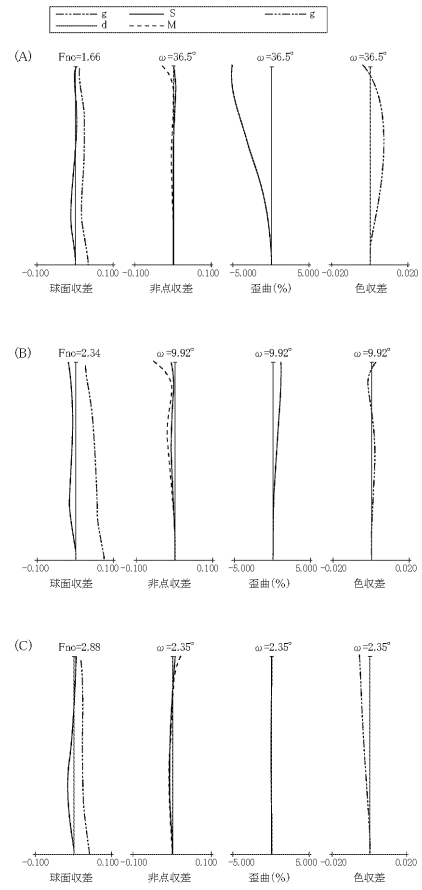 g S g
d M
(A)
Fno=1.66 ω=36.5° ω=36.5° ω=36.5°
-0.100 0.100 -0.100 0.100 -5.000 5.000 -0.020 0.020
球面収差 非点収差 歪曲(%) 色収差
(B)
Fno=2.34 ω=9.92° ω=9.92° ω=9.92°
-0.100 0.100 -0.100 0.100 -5.000 5.000 -0.020 0.020
球面収差 非点収差 歪曲(%) 色収差
(C)
Fno=2.88 ω=2.35° ω=2.35° ω=2.35°
-0.100 0.100 -0.100 0.100 -5.000 5.000 -0.020 0.020
球面収差 非点収差 歪曲(%) 色収差